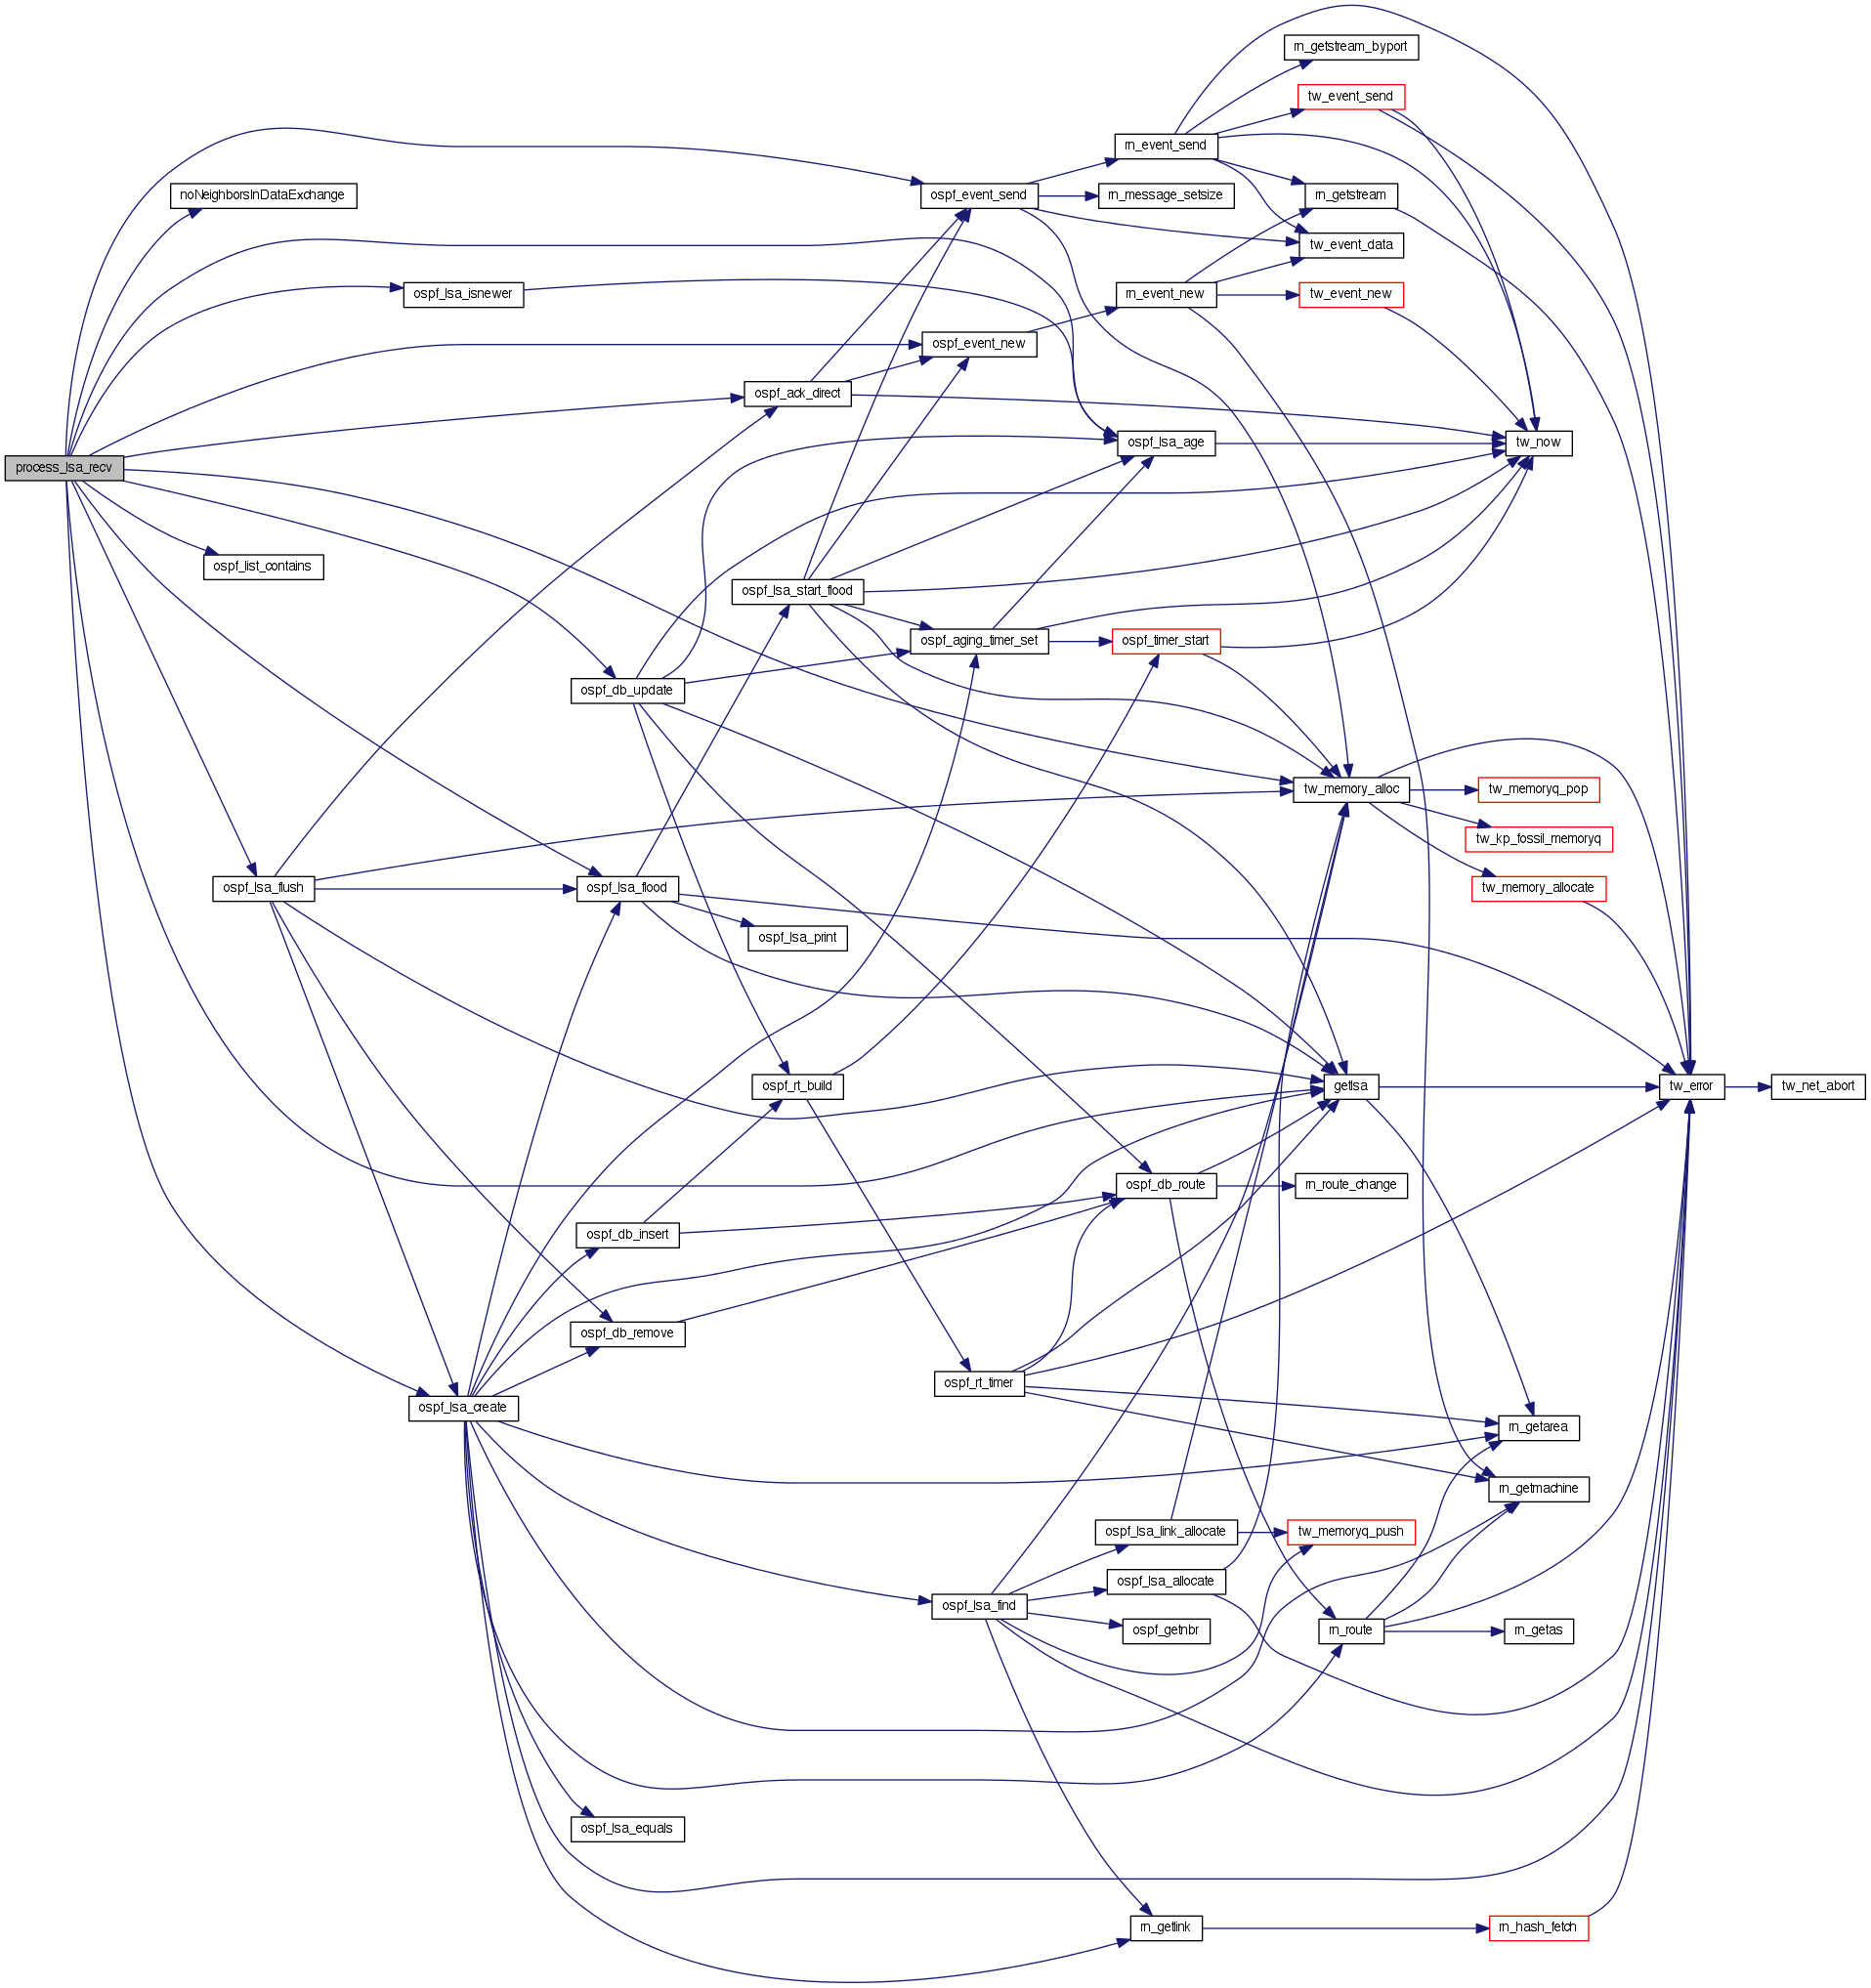 process_lsa_recv
noNeighborsInDataExchange
ospf_list_contains
ospf_lsa_flush
ospf_lsa_isnewer
ospf_lsa_create
ospf_db_update
ospf_lsa_flood
ospf_db_insert
ospf_db_remove
ospf_lsa_equals
ospf_ack_direct
ospf_lsa_start_flood
ospf_lsa_print
ospf_rt_build
ospf_event_send
ospf_event_new
ospf_aging_timer_set
ospf_rt_timer
ospf_lsa_find
rn_event_send
rn_message_setsize
rn_event_new
ospf_lsa_age
ospf_timer_start
ospf_db_route
ospf_lsa_link_allocate
ospf_lsa_allocate
ospf_getnbr
rn_getlink
rn_getstream_byport
tw_event_send
rn_getstream
tw_event_data
tw_event_new
tw_memory_alloc
getlsa
rn_route_change
tw_memoryq_push
rn_route
tw_now
tw_memoryq_pop
tw_kp_fossil_memoryq
tw_memory_allocate
rn_getarea
rn_getmachine
rn_getas
rn_hash_fetch
tw_error
tw_net_abort